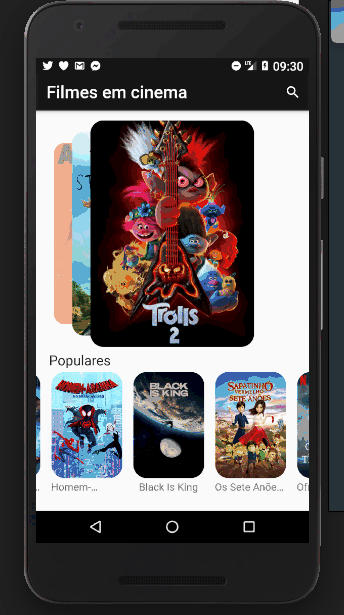 09:30
Filmes em cinema
A
ST
Trolls
2
Populares
HOMEM-ARANHA
BLACK
IS KING
SAPATINHO
VERMELHO
SETE ANÕES
Homem-...
Black Is King
Os Sete Anõe...
Of